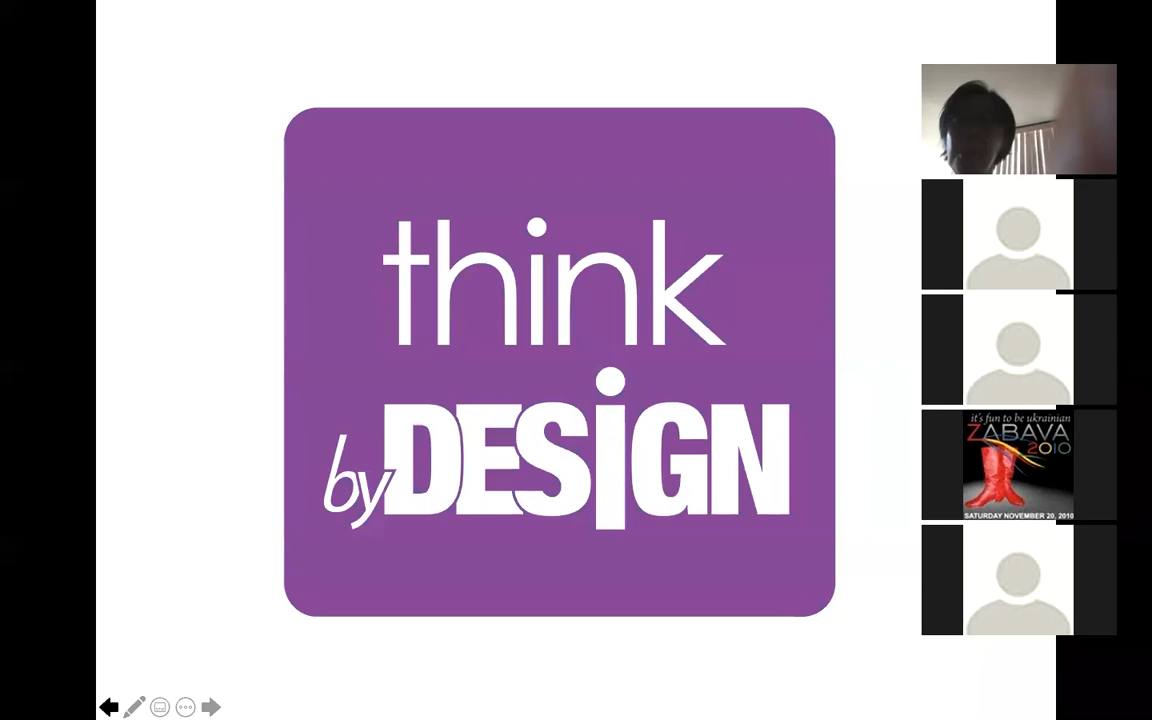 think
by DESiGN
it's fun to be ukrainian
ZABAVA
2010
SATURDAY NOVEMBER 20, 2010